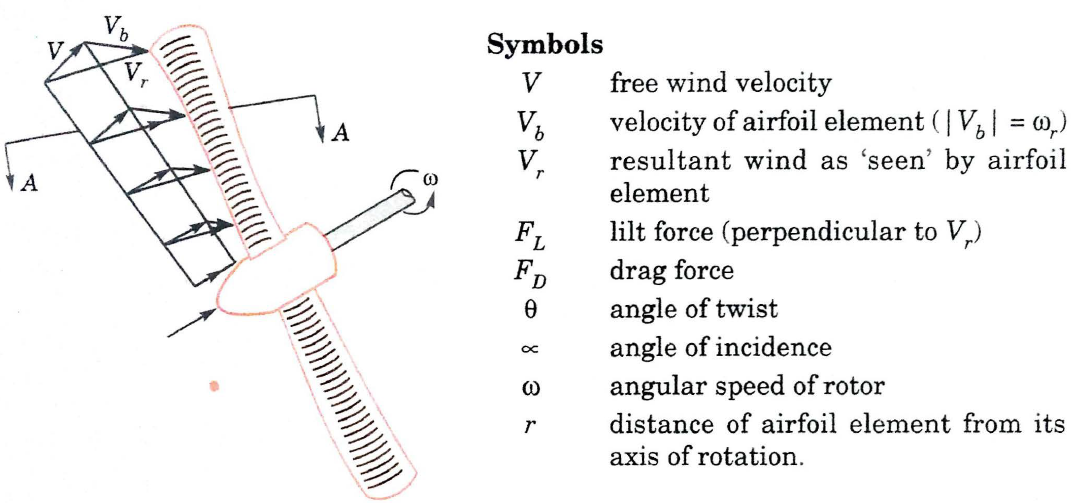 V_b
V
V_r
A
A
ω
Symbols
V free wind velocity
V_b velocity of airfoil element (|V_b| = ω_r)
V_r resultant wind as ‘seen’ by airfoil
element
F_L lilt force (perpendicular to V_r)
F_D drag force
θ angle of twist
∝ angle of incidence
ω angular speed of rotor
r distance of airfoil element from its
axis of rotation.